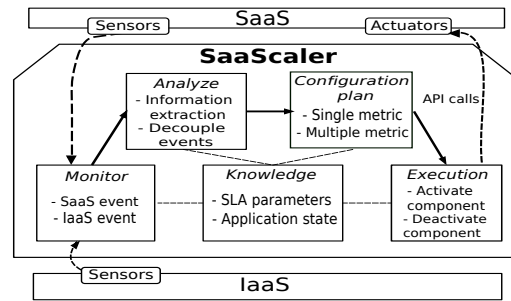 SaaS
Sensors
Actuators
SaaScaler
Analyze
- Information
extraction
- Decouple
events
Configuration
plan
- Single metric
- Multiple metric
API calls
Monitor
- SaaS event
- IaaS event
Knowledge
- SLA parameters
- Application state
Execution
- Activate
component
- Deactivate
component
Sensors
IaaS